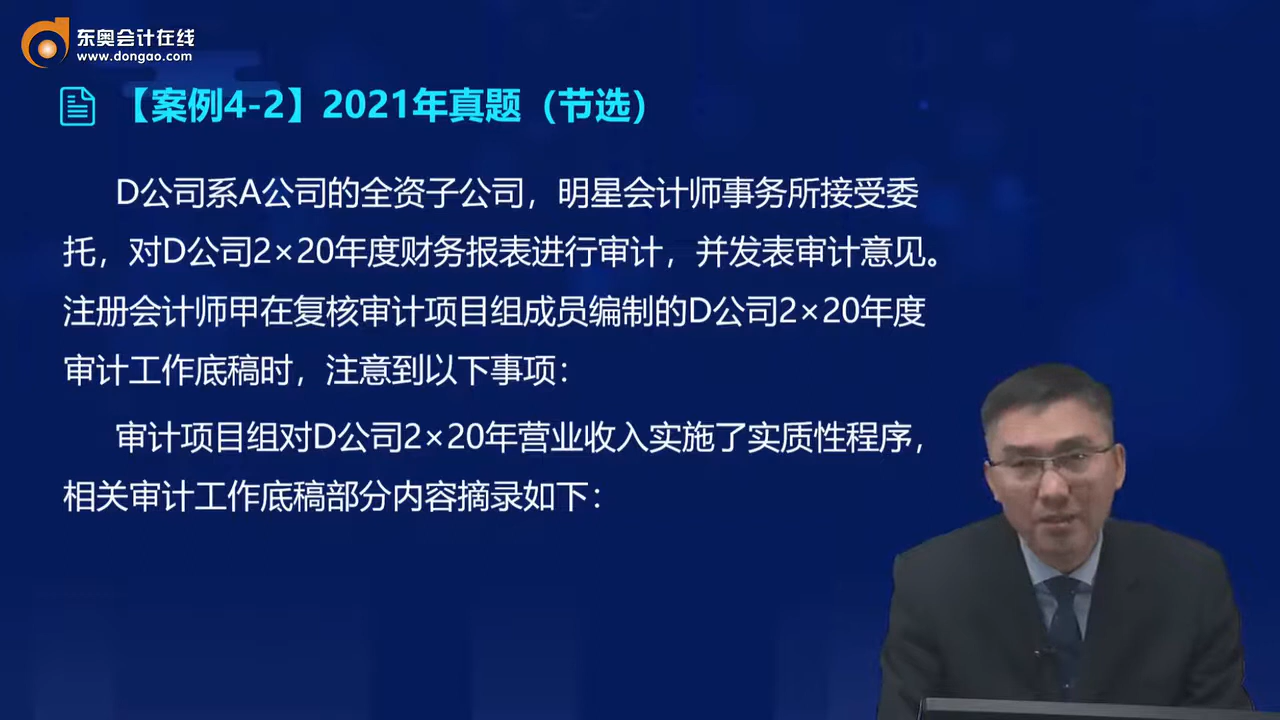 东奥会计在线
www.dongao.com
【案例4-2】2021年真题（节选）
D公司系A公司的全资子公司，明星会计师事务所接受委
托，对D公司2×20年度财务报表进行审计，并发表审计意见。
注册会计师甲在复核审计项目组成员编制的D公司2×20年度
审计工作底稿时，注意到以下事项：
审计项目组对D公司2×20年营业收入实施了实质性程序，
相关审计工作底稿部分内容摘录如下：